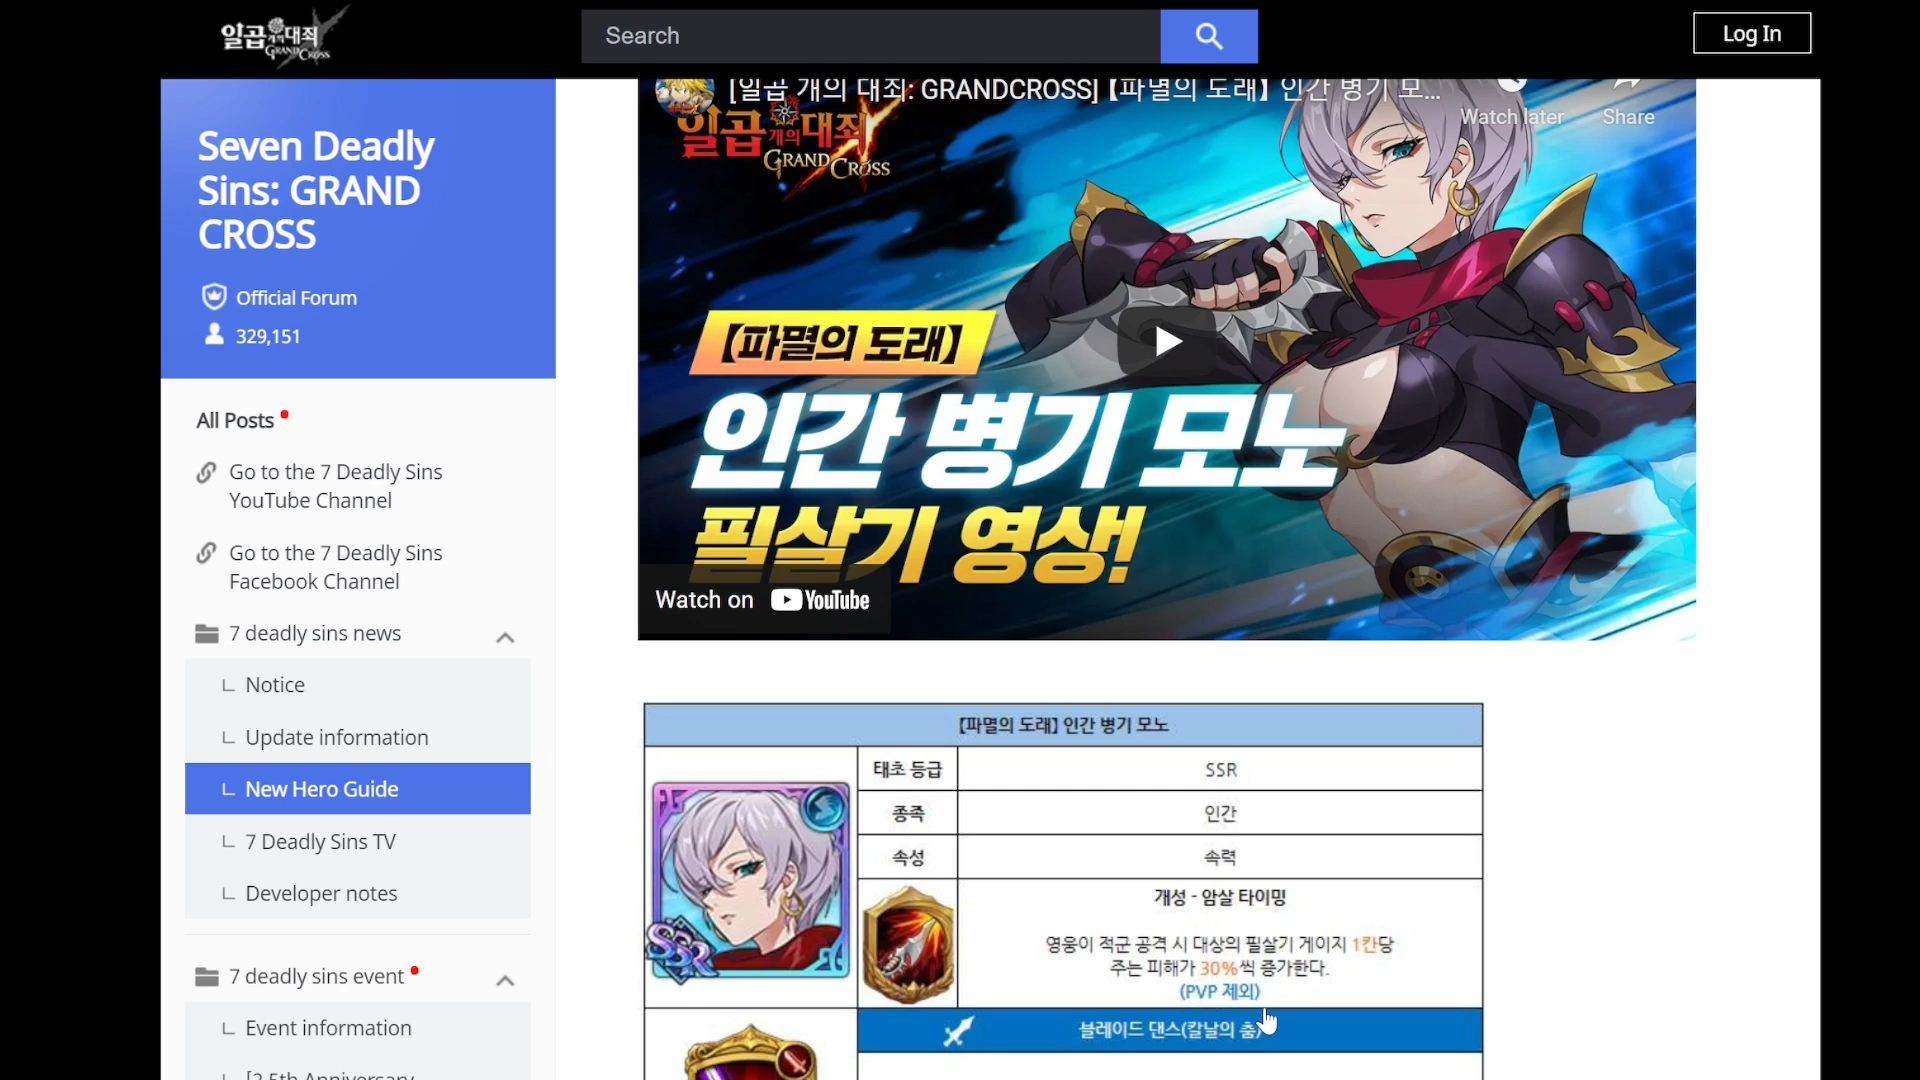 일곱 개의 대죄
GRAND CROSS
Search
Log In
Seven Deadly
Sins: GRAND
CROSS
Official Forum
329,151
All Posts
Go to the 7 Deadly Sins
YouTube Channel
Go to the 7 Deadly Sins
Facebook Channel
7 deadly sins news
Notice
Update information
New Hero Guide
7 Deadly Sins TV
Developer notes
7 deadly sins event
Event information
[2.5th Anniversary
[일곱 개의 대죄: GRANDCROSS]【파멸의 도래】 인간 병기 모...
Watch later
Share
일곱 개의 대죄
GRAND CROSS
【파멸의 도래】
인간 병기 모노
필살기 영상!
Watch on YouTube
【파멸의 도래】 인간 병기 모노
태초 등급
SSR
종족
인간
속성
속력
SSR
개성 - 암살 타이밍
영웅이 적군 공격 시 대상의 필살기 게이지 1칸당
주는 피해가 30%씩 증가한다.
(PVP 제외)
블레이드 댄스(칼날의 춤)